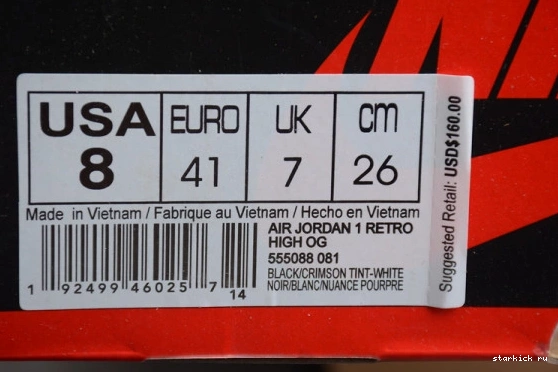 USA EURO UK cm
8 41 7 26
Made in Vietnam / Fabrique au Vietnam / Hecho en Vietnam
AIR JORDAN 1 RETRO
HIGH OG
555088 081
BLACK/CRIMSON TINT-WHITE
NOIR/BLANC/NUANCE POURPRE
1 92499 46025 7 14
Suggested Retail: USD$160.00
starkick.ru